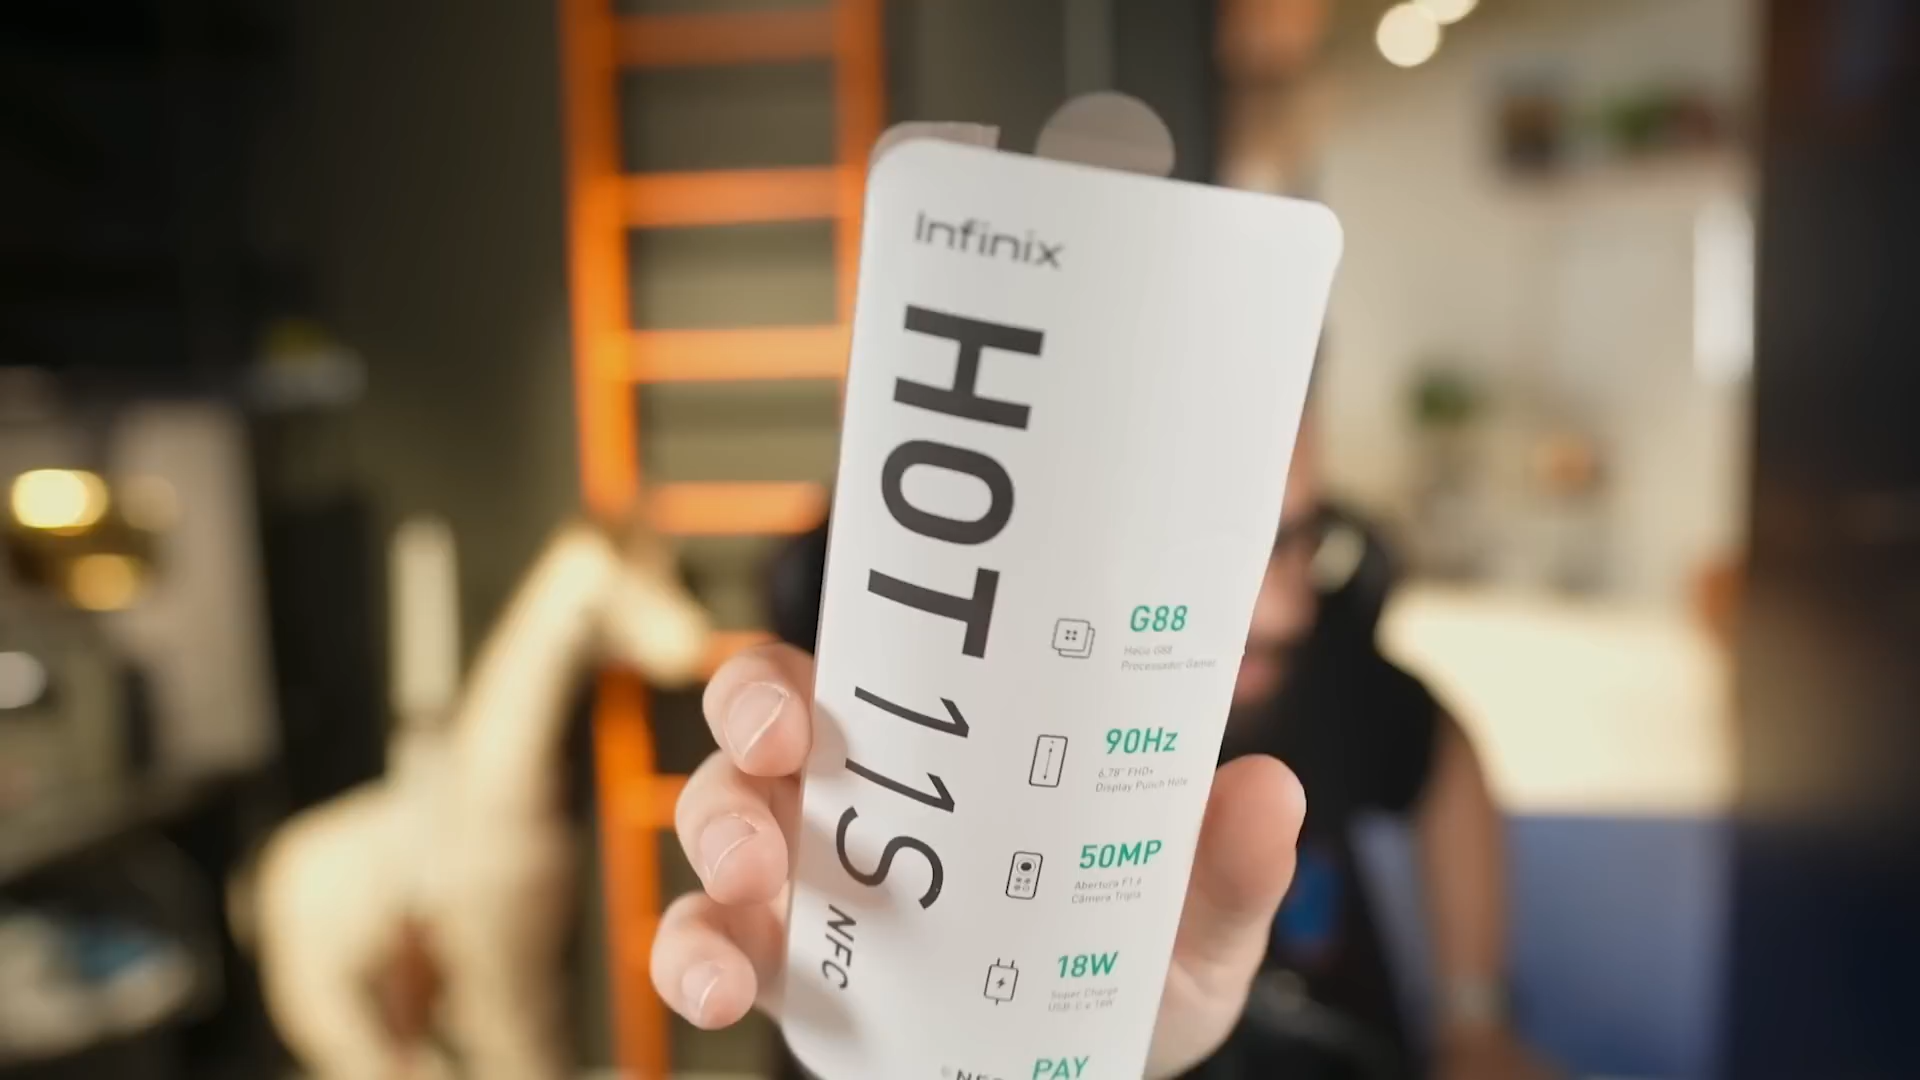 Infinix
HOT 11S NFC
G88
Helio G88
Processador Gamer
90Hz
6,78" FHD+
Display Punch Hole
50MP
Abertura F1.6
Câmera Tripla
18W
Super Charge
USB-C e 18W
PAY